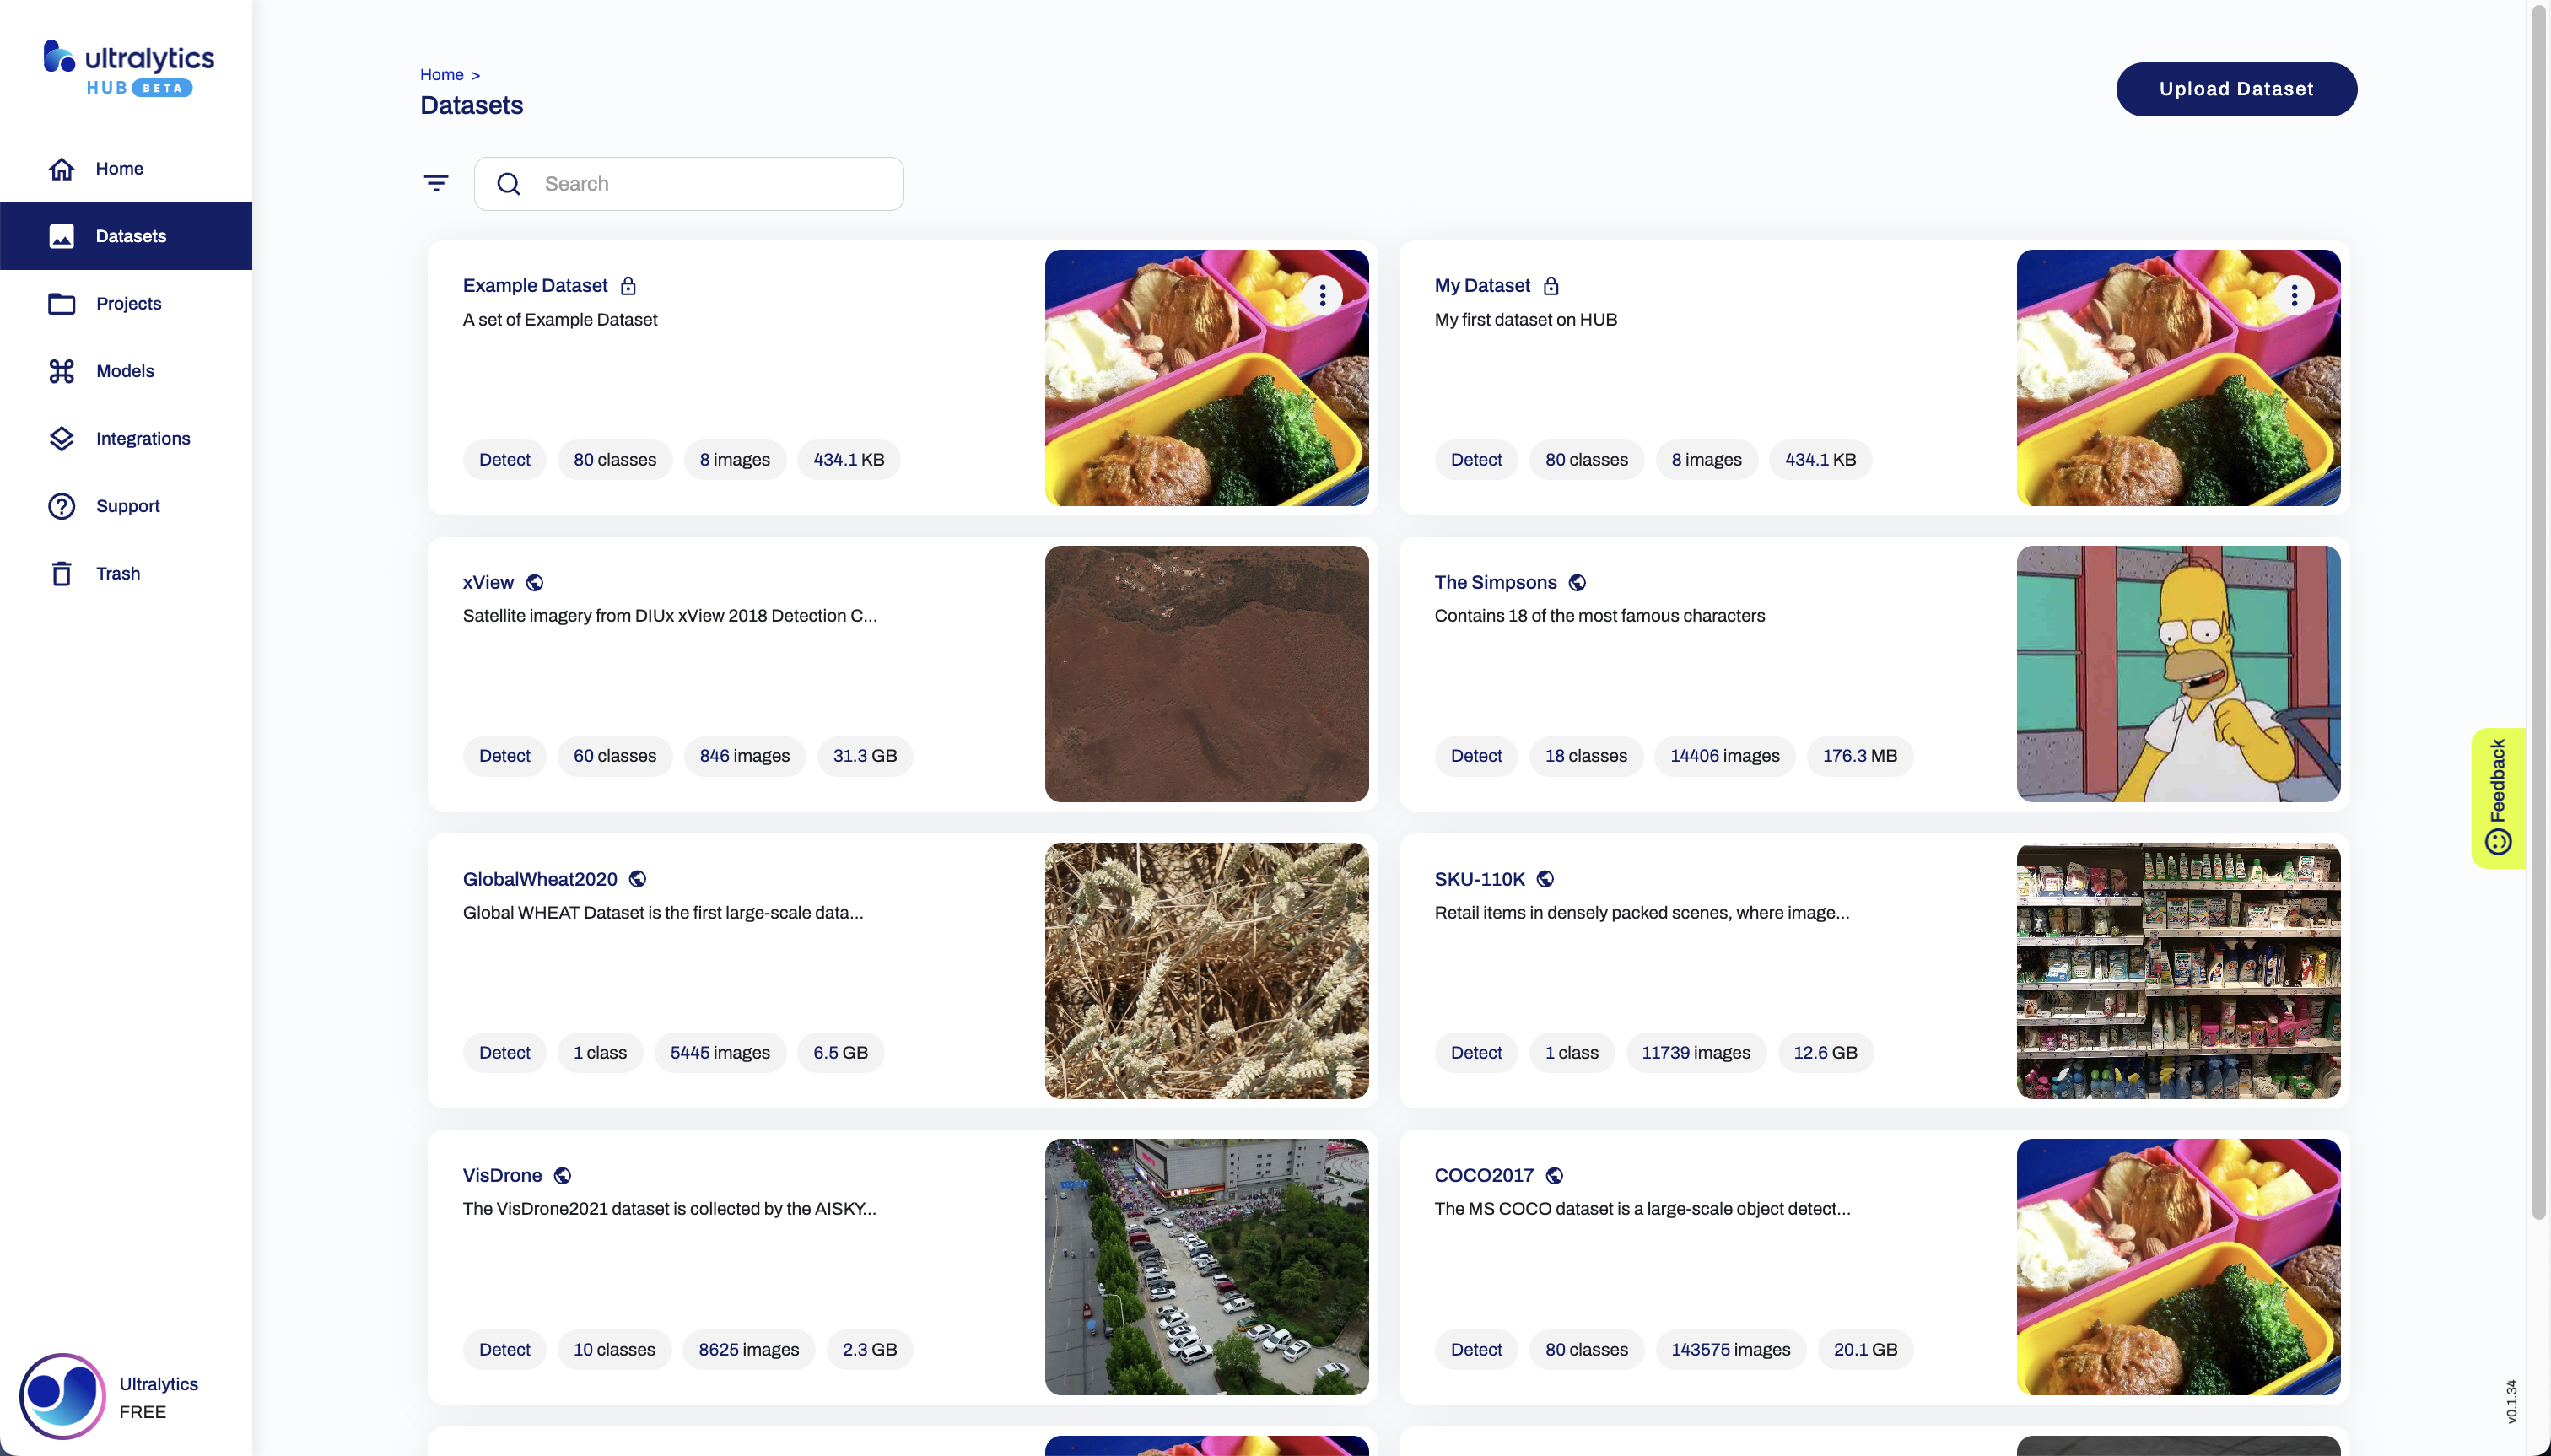 ultralytics
HUB BETA
Home
Datasets
Projects
Models
Integrations
Support
Trash
Ultralytics
FREE
Home >
Datasets
Upload Dataset
Search
Example Dataset
A set of Example Dataset
Detect 80 classes 8 images 434.1 KB
My Dataset
My first dataset on HUB
Detect 80 classes 8 images 434.1 KB
xView
Satellite imagery from DIUx xView 2018 Detection C...
Detect 60 classes 846 images 31.3 GB
The Simpsons
Contains 18 of the most famous characters
Detect 18 classes 14406 images 176.3 MB
GlobalWheat2020
Global WHEAT Dataset is the first large-scale data...
Detect 1 class 5445 images 6.5 GB
SKU-110K
Retail items in densely packed scenes, where image...
Detect 1 class 11739 images 12.6 GB
VisDrone
The VisDrone2021 dataset is collected by the AISKY...
Detect 10 classes 8625 images 2.3 GB
COCO2017
The MS COCO dataset is a large-scale object detect...
Detect 80 classes 143575 images 20.1 GB
Feedback
v0.1.34